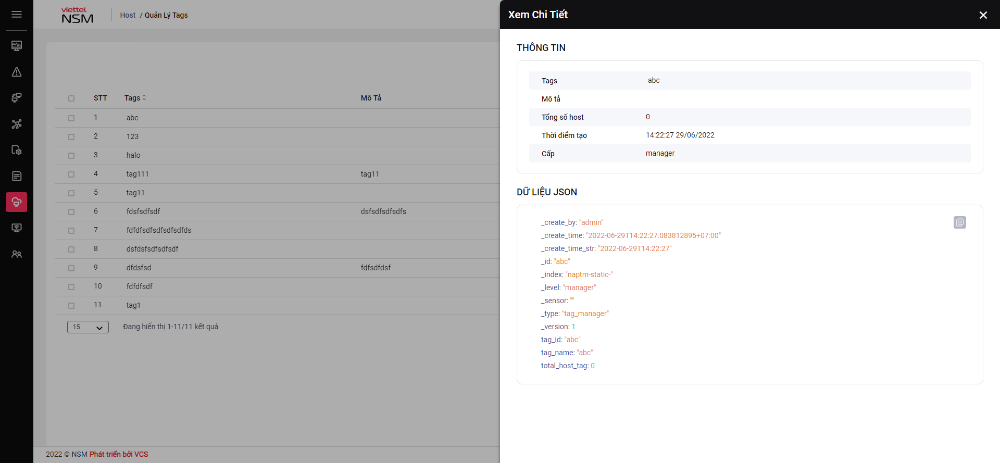 viettel
NSM
Host / Quản Lý Tags
STT Tags Mô Tả
1 abc
2 123
3 halo
4 tag111 tag11
5 tag11
6 fdsfsdfsdf dsfsdsfdsfdfs
7 fdfdfsdfsdfsdfsdfds
8 dsfdsfsdfsdfsdf
9 dfdsfsd fdfsdfdsf
10 fdfdfsdf
11 tag1
15 Đang hiển thị 1-11/11 kết quả
2022 © NSM Phát triển bởi VCS
Xem Chi Tiết
THÔNG TIN
Tags abc
Mô tả
Tổng số host 0
Thời điểm tạo 14:22:27 29/06/2022
Cấp manager
DỮ LIỆU JSON
_create_by: "admin"
_create_time: "2022-06-29T14:22:27.083812895+07:00"
_create_time_str: "2022-06-29T14:22:27"
_id: "abc"
_index: "naptm-static-"
_level: "manager"
_sensor: ""
_type: "tag_manager"
_version: 1
tag_id: "abc"
tag_name: "abc"
total_host_tag: 0